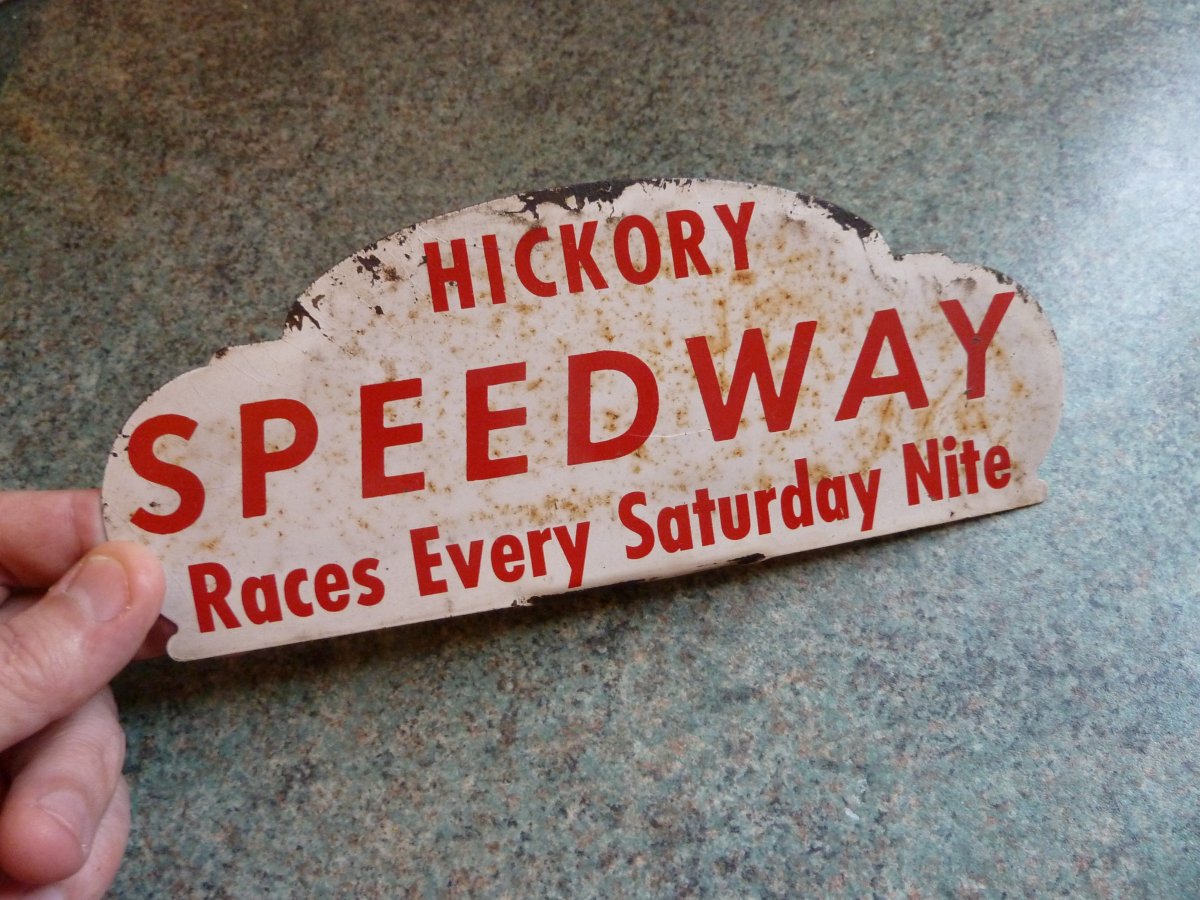 HICKORY
SPEEDWAY
Races Every Saturday Nite